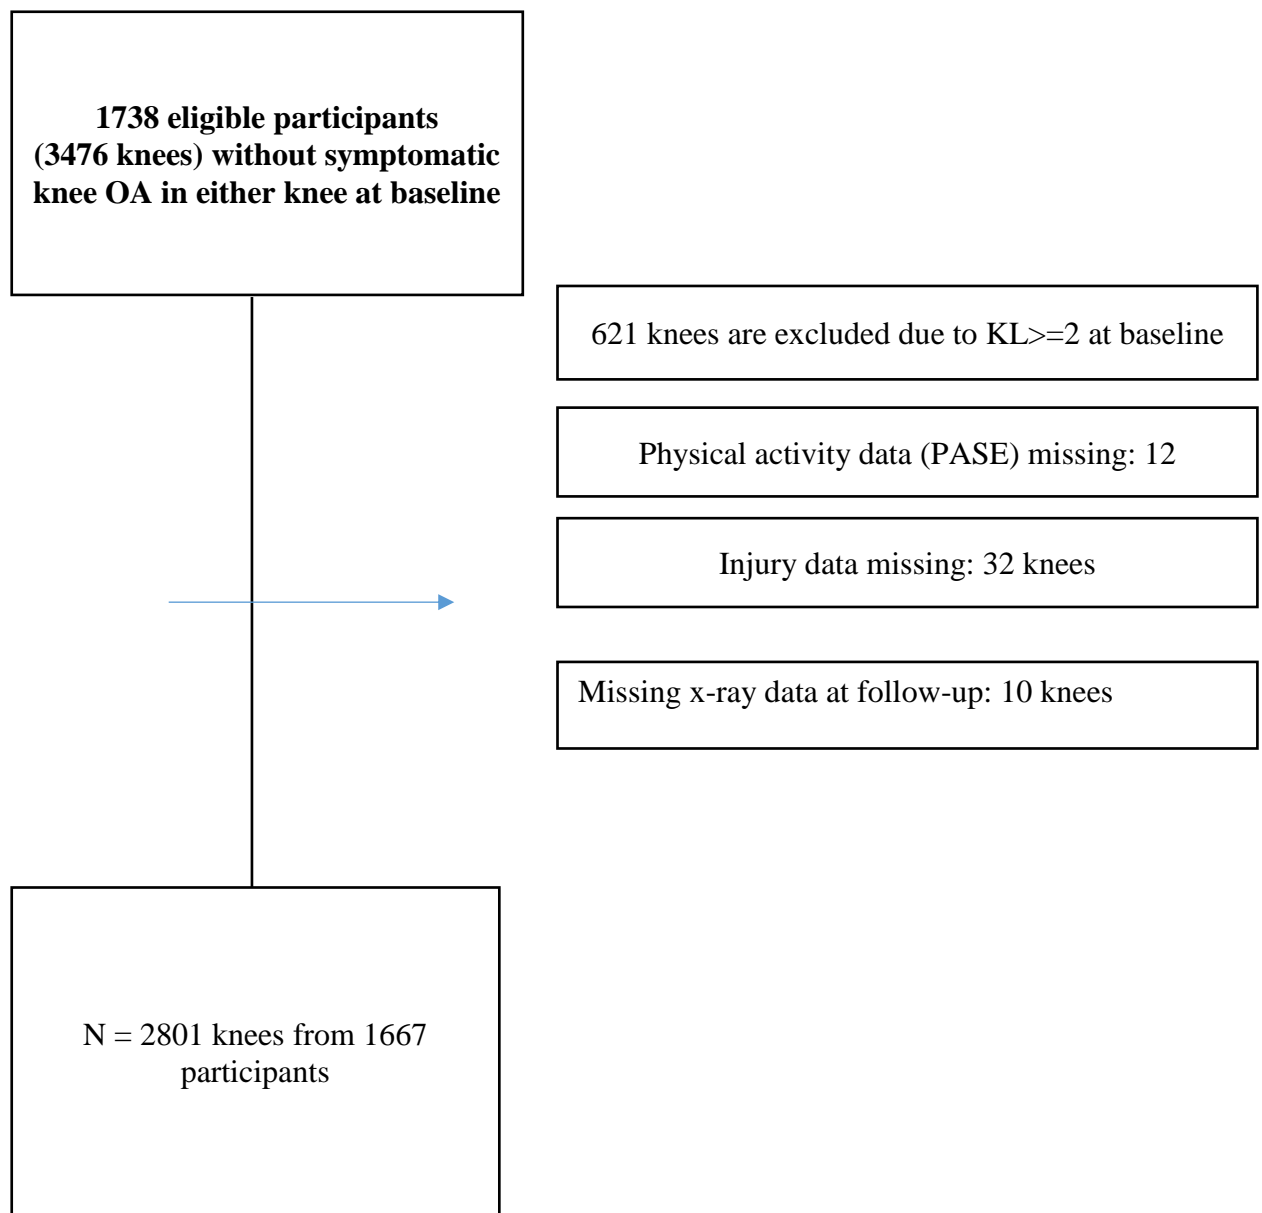 1738 eligible participants
(3476 knees) without symptomatic
knee OA in either knee at baseline
621 knees are excluded due to KL>=2 at baseline
Physical activity data (PASE) missing: 12
Injury data missing: 32 knees
Missing x-ray data at follow-up: 10 knees
N = 2801 knees from 1667
participants